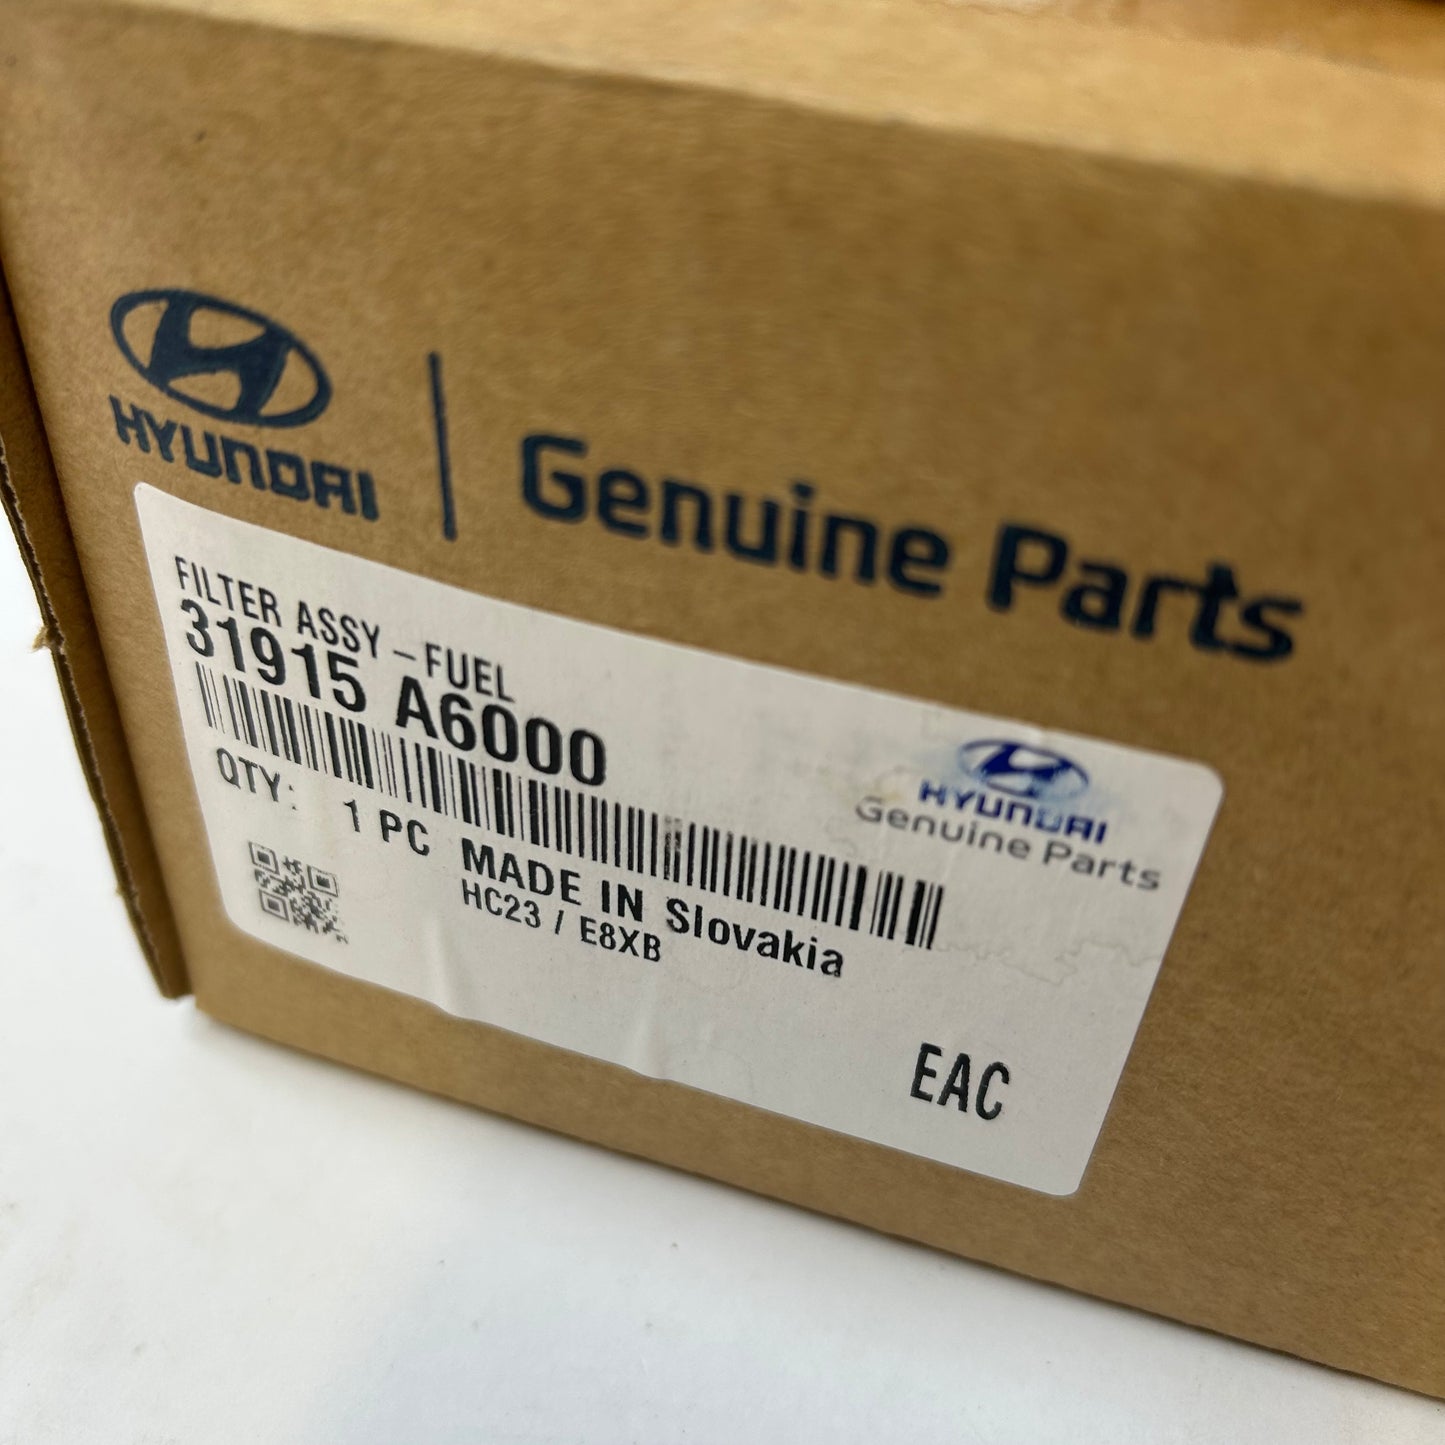 HYUNDAI
Genuine Parts
FILTER ASSY-FUEL
31915 A6000
HYUNDAI
Genuine Parts
QTY: 1 PC MADE IN Slovakia
HC23 / E8XB
EAC